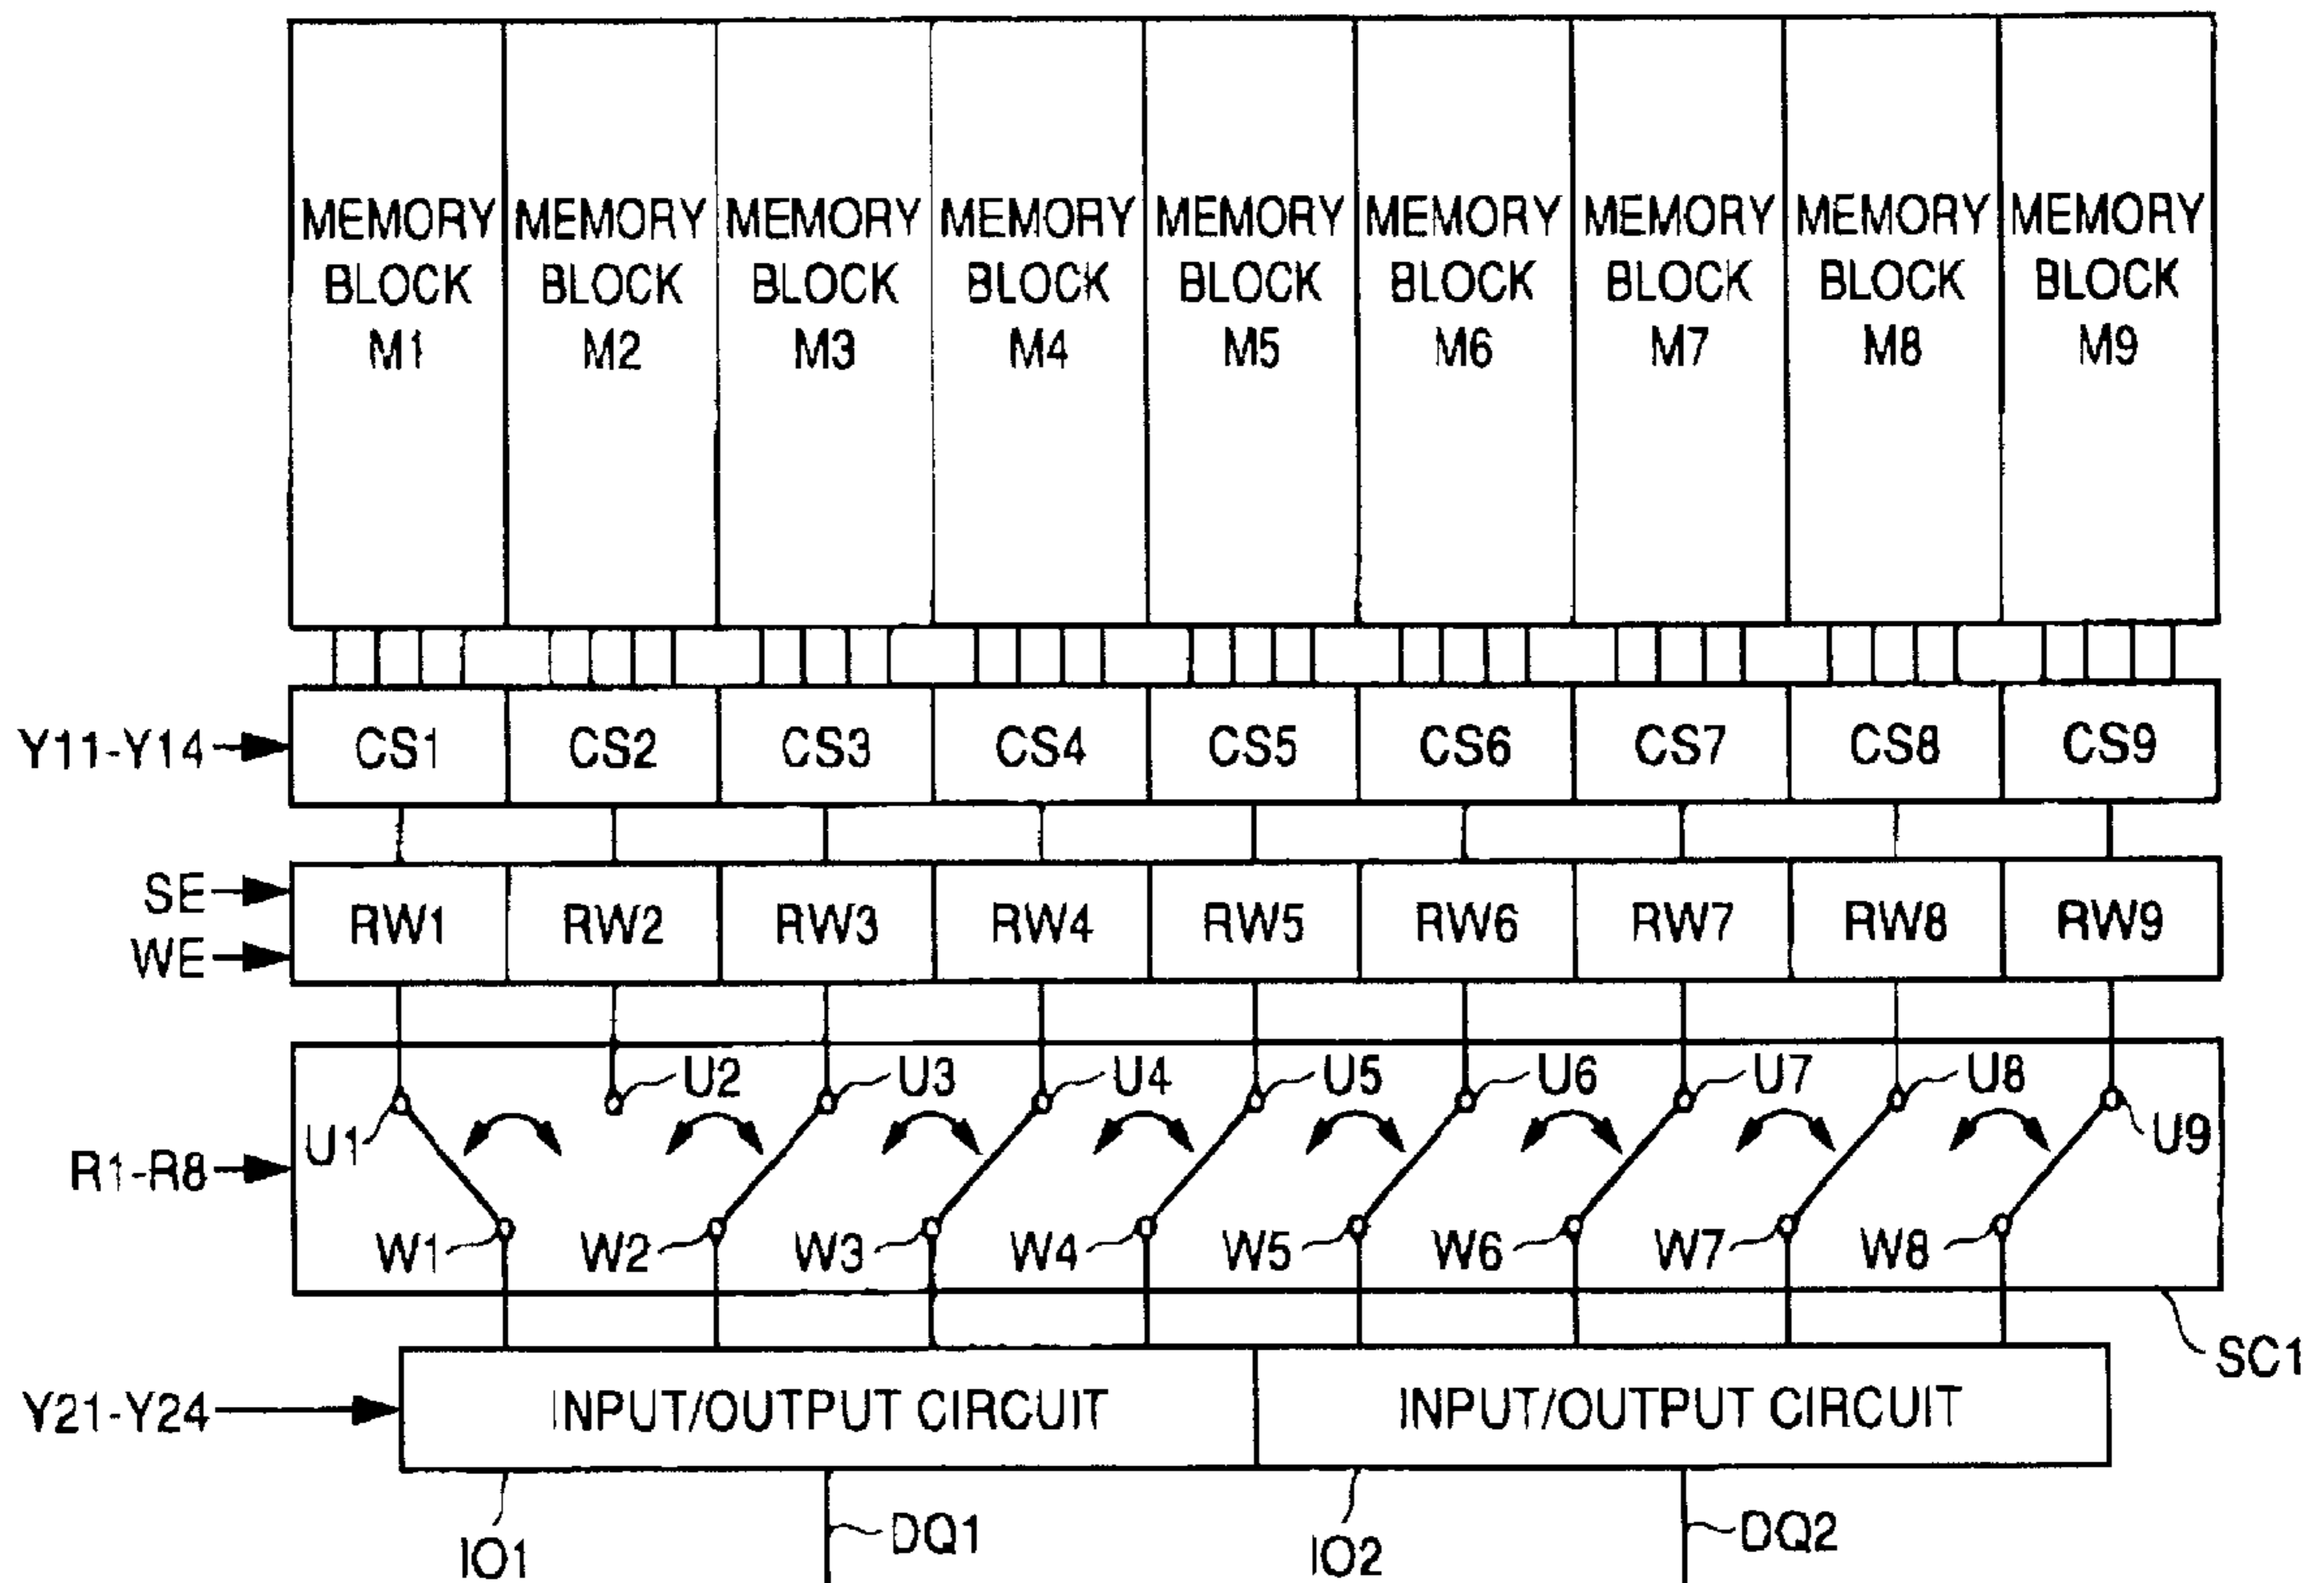 MEMORY BLOCK M1
MEMORY BLOCK M2
MEMORY BLOCK M3
MEMORY BLOCK M4
MEMORY BLOCK M5
MEMORY BLOCK M6
MEMORY BLOCK M7
MEMORY BLOCK M8
MEMORY BLOCK M9
Y11-Y14
CS1 CS2 CS3 CS4 CS5 CS6 CS7 CS8 CS9
SE
WE
RW1 RW2 RW3 RW4 RW5 RW6 RW7 RW8 RW9
U2 U3 U4 U5 U6 U7 U8
U1 U9
R1-R8
W1 W2 W3 W4 W5 W6 W7 W8
SC1
Y21-Y24
INPUT/OUTPUT CIRCUIT INPUT/OUTPUT CIRCUIT
IO1 DQ1 IO2 DQ2